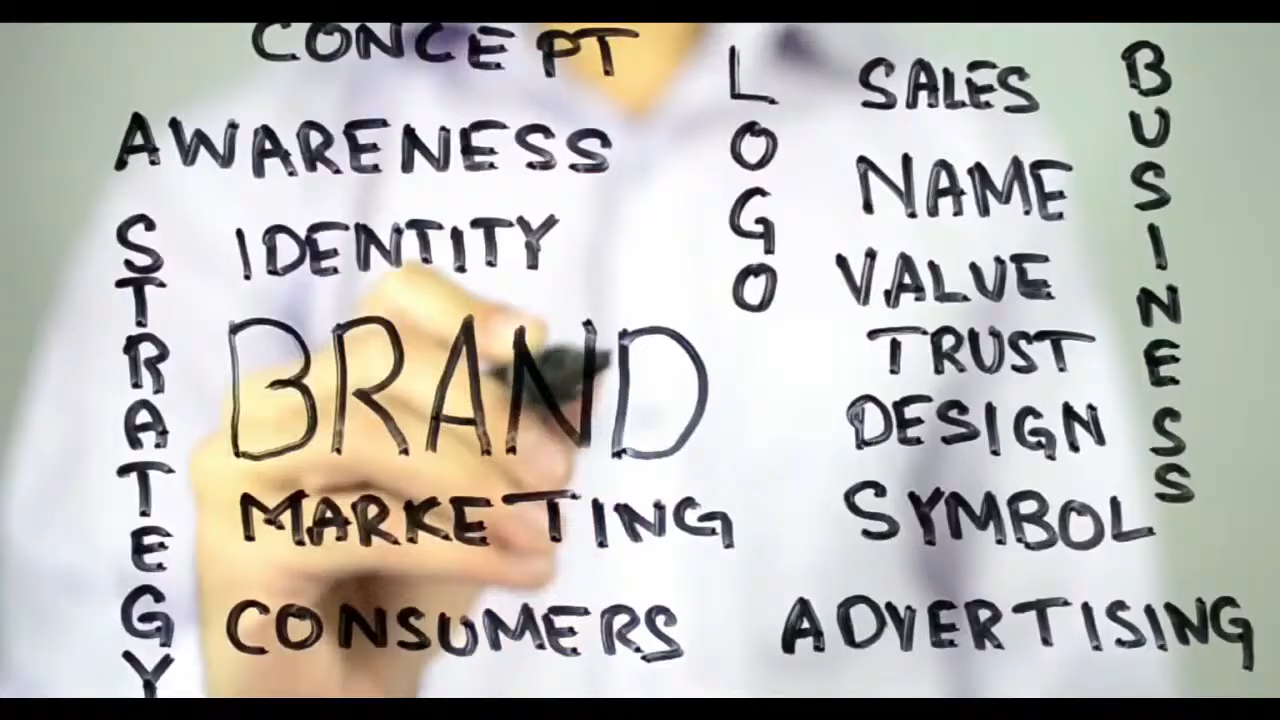 CONCEPT
AWARENESS
IDENTITY
BRAND
MARKETING
CONSUMERS
STRATEGY
LOGO
SALES
NAME
VALUE
TRUST
DESIGN
SYMBOL
ADVERTISING
BUSINESS